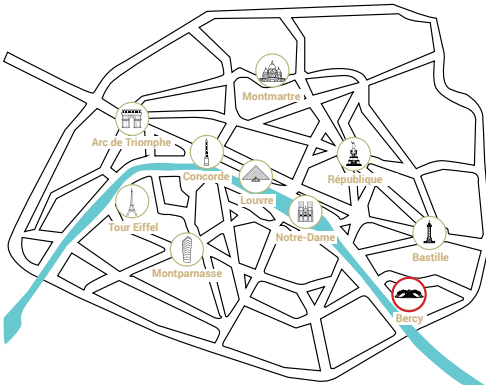 Montmartre
Arc de Triomphe
Concorde
République
Louvre
Tour Eiffel
Notre-Dame
Bastille
Montparnasse
Bercy